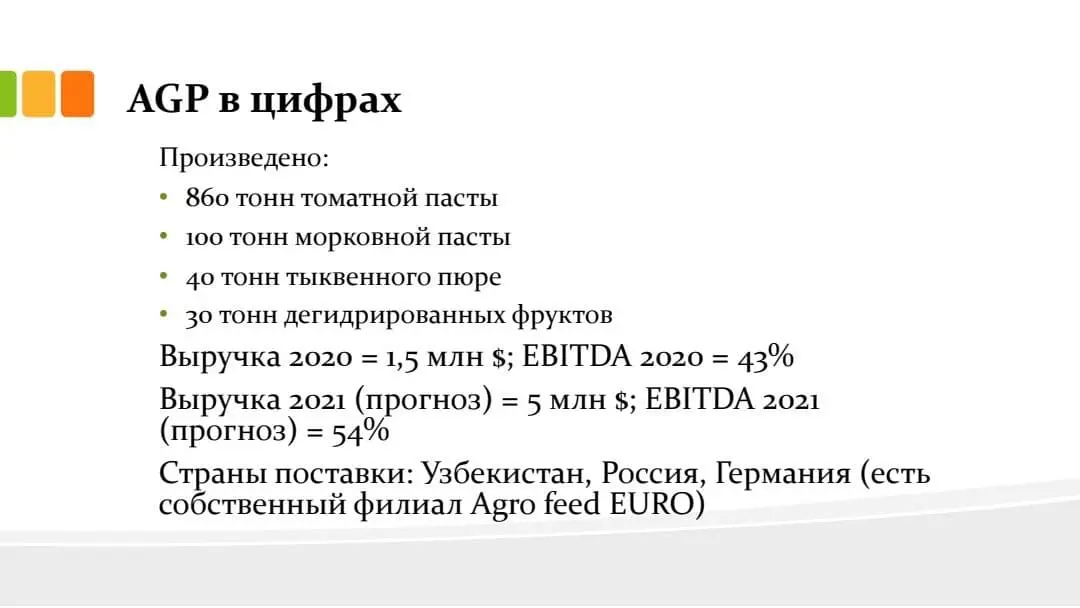 AGP в цифрах
Произведено:
• 860 тонн томатной пасты
• 100 тонн морковной пасты
• 40 тонн тыквенного пюре
• 30 тонн дегидрированных фруктов
Выручка 2020 = 1,5 млн $; EBITDA 2020 = 43%
Выручка 2021 (прогноз) = 5 млн $; EBITDA 2021
(прогноз) = 54%
Страны поставки: Узбекистан, Россия, Германия (есть
собственный филиал Agro feed EURO)